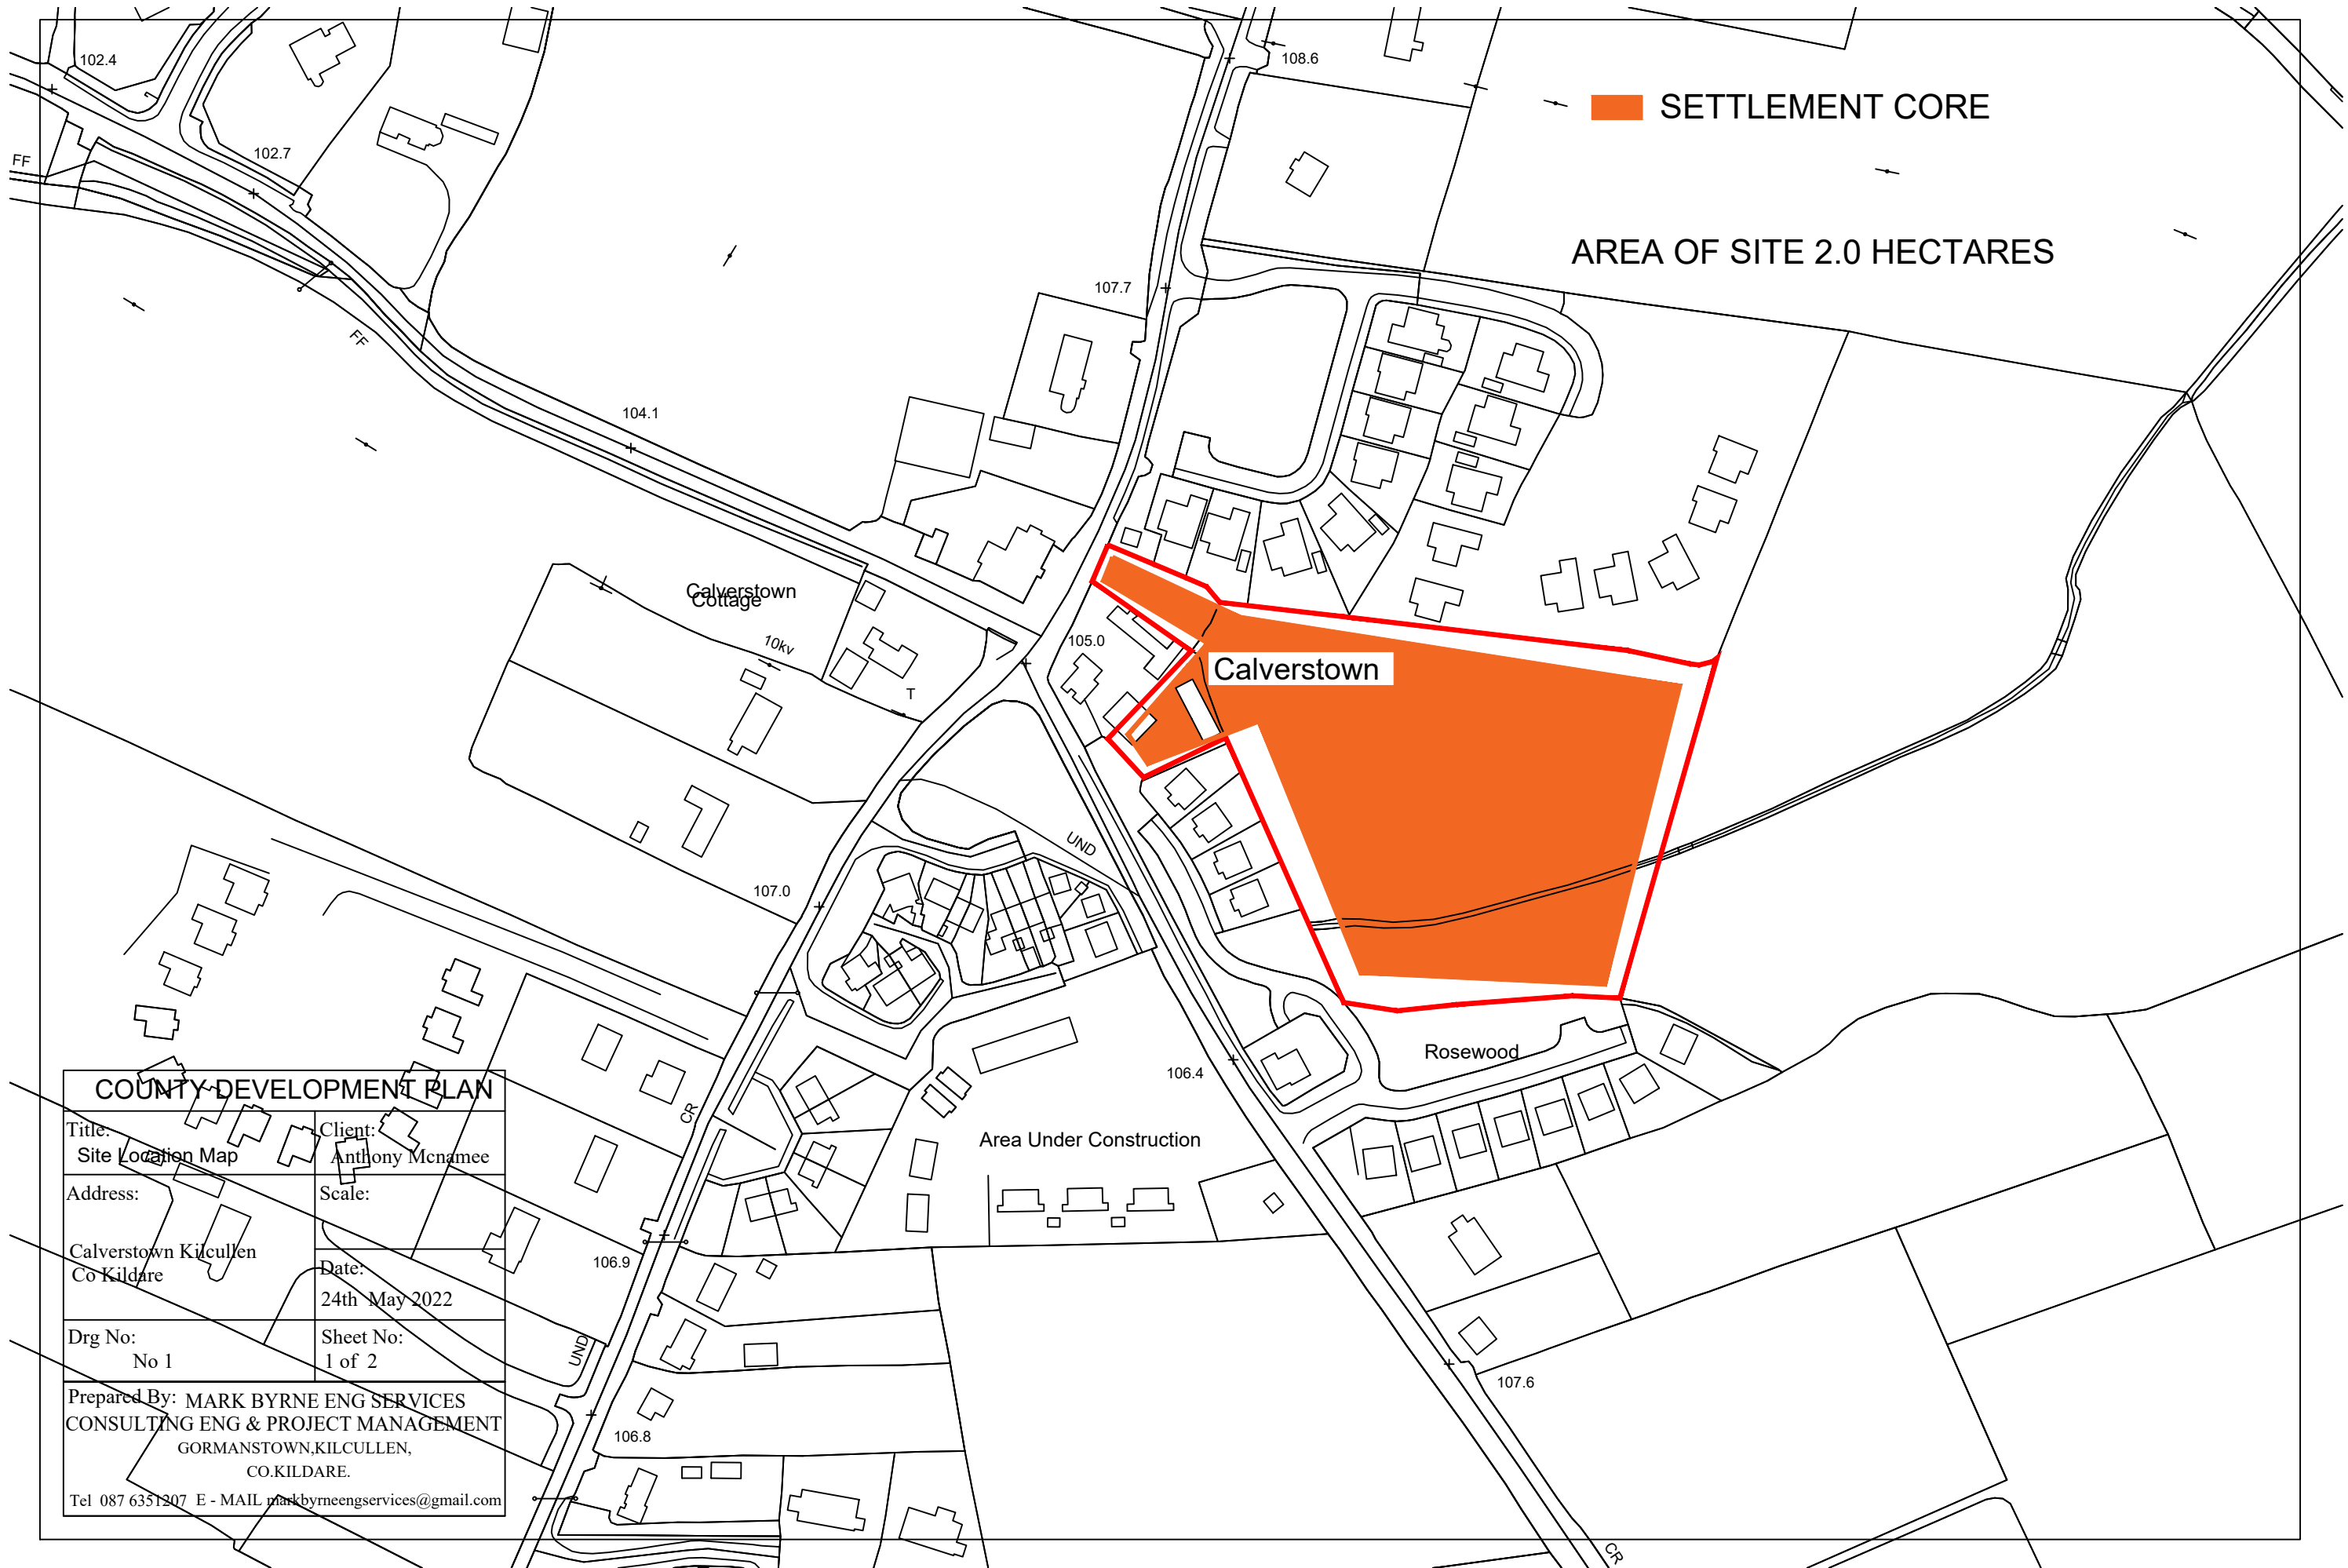 102.4
108.6
SETTLEMENT CORE
102.7
FF
AREA OF SITE 2.0 HECTARES
107.7
FF
104.1
Calverstown
Cottage
10kv
105.0
Calverstown
T
UND
107.0
Rosewood
106.4
CR
Area Under Construction
106.9
UND
107.6
106.8
CR
COUNTY DEVELOPMENT PLAN
Title:
Site Location Map
Client:
Anthony Mcnamee
Address:
Calverstown Kilcullen
Co Kildare
Scale:
Date:
24th May 2022
Drg No:
No 1
Sheet No:
1 of 2
Prepared By: MARK BYRNE ENG SERVICES
CONSULTING ENG & PROJECT MANAGEMENT
GORMANSTOWN,KILCULLEN,
CO.KILDARE.
Tel 087 6351207 E - MAIL markbyrneengservices@gmail.com